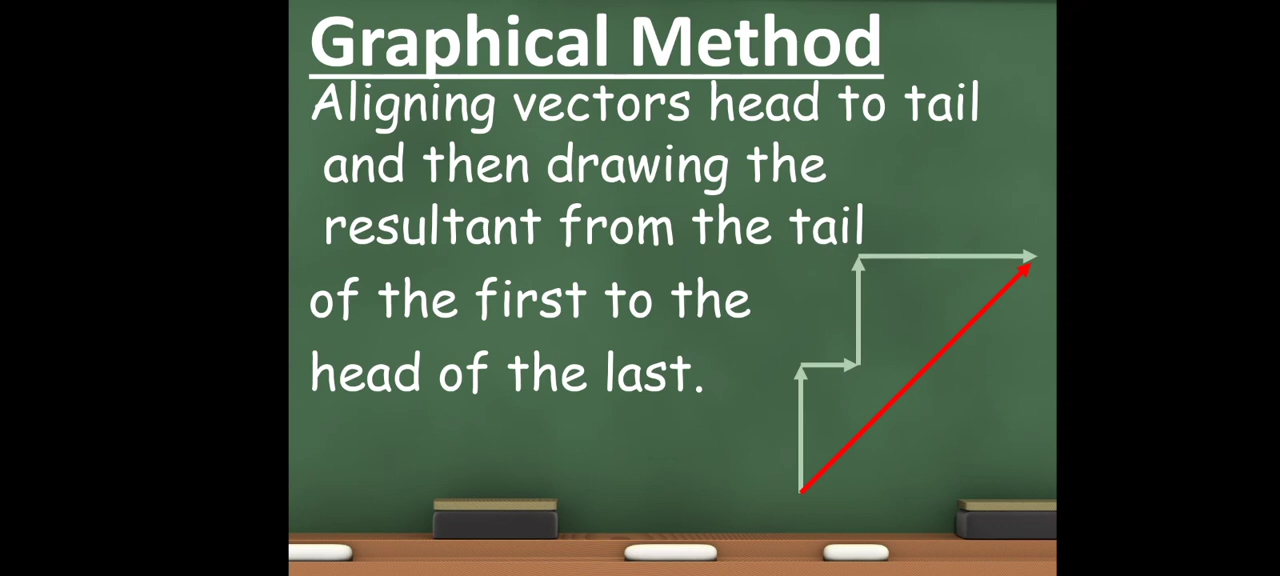 Graphical Method
Aligning vectors head to tail
and then drawing the
resultant from the tail
of the first to the
head of the last.